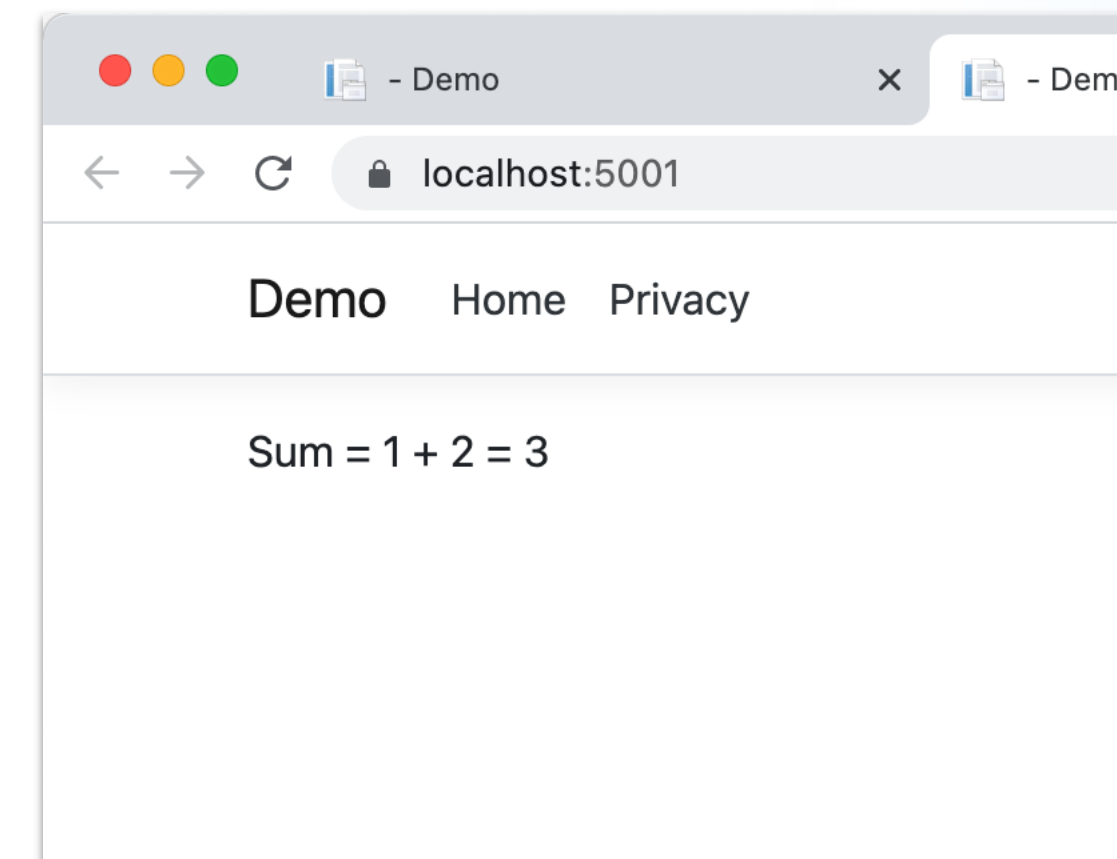 - Demo - Dem
localhost:5001
Demo Home Privacy
Sum = 1 + 2 = 3